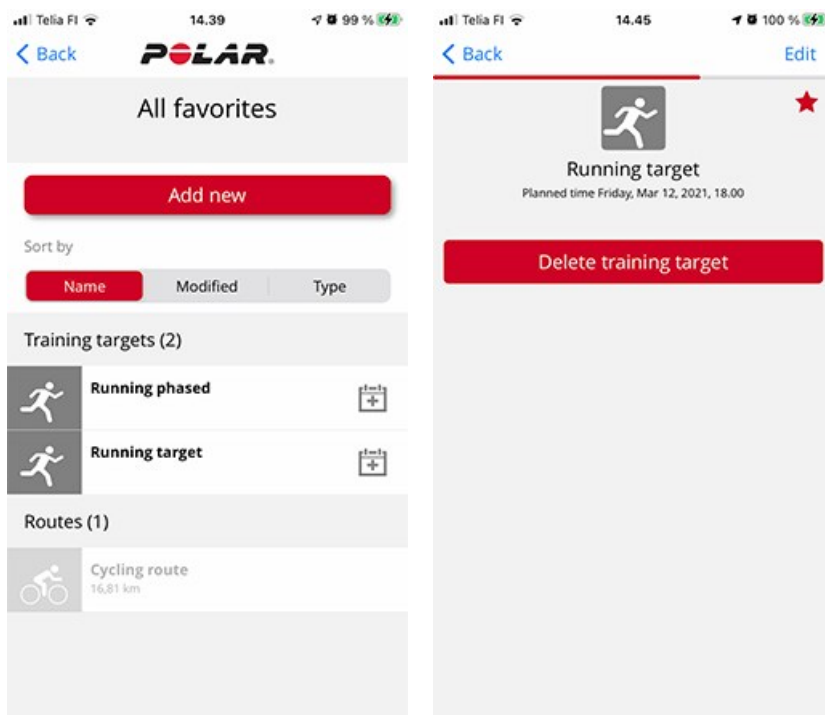 Telia FI 14.39 99 %
Back POLAR.
All favorites
Add new
Sort by
Name Modified Type
Training targets (2)
Running phased
Running target
Routes (1)
Cycling route
16,81 km
Telia FI 14.45 100 %
Back Edit
Running target
Planned time Friday, Mar 12, 2021, 18.00
Delete training target